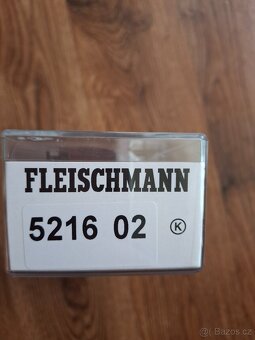 FLEISCHMANN
5216 02 Ⓚ
Bazos.cz